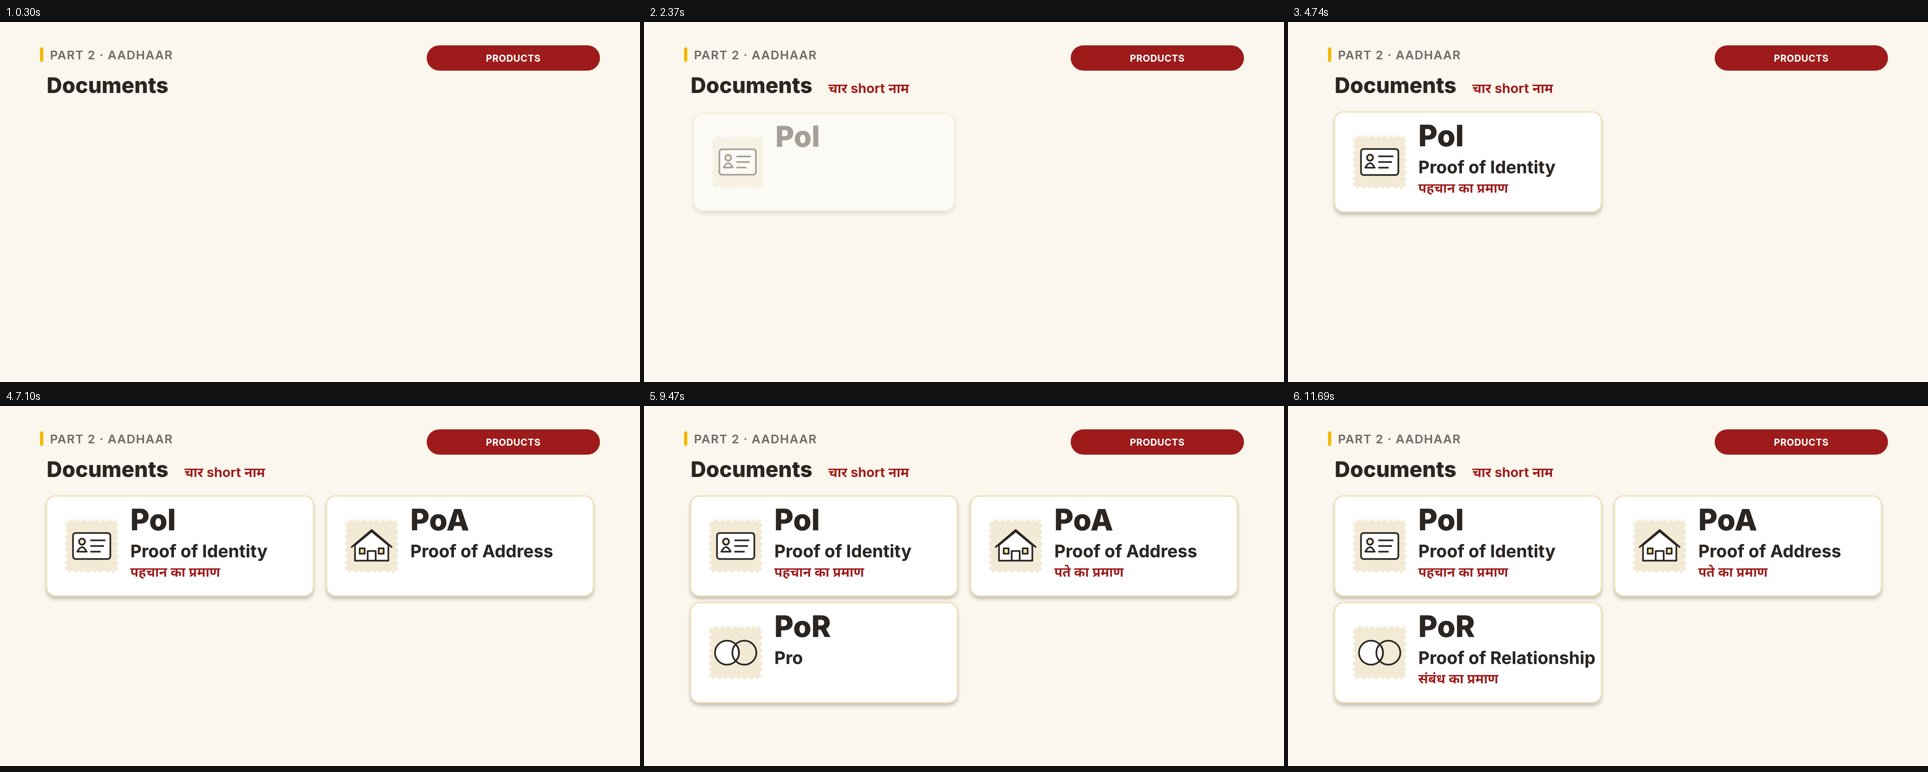 1. 0.30s
PART 2 · AADHAAR
PRODUCTS
Documents
2. 2.37s
PART 2 · AADHAAR
PRODUCTS
Documents चार short नाम
PoI
3. 4.74s
PART 2 · AADHAAR
PRODUCTS
Documents चार short नाम
PoI
Proof of Identity
पहचान का प्रमाण
4. 7.10s
PART 2 · AADHAAR
PRODUCTS
Documents चार short नाम
PoI
Proof of Identity
पहचान का प्रमाण
PoA
Proof of Address
5. 9.47s
PART 2 · AADHAAR
PRODUCTS
Documents चार short नाम
PoI
Proof of Identity
पहचान का प्रमाण
PoA
Proof of Address
पते का प्रमाण
PoR
Pro
6. 11.69s
PART 2 · AADHAAR
PRODUCTS
Documents चार short नाम
PoI
Proof of Identity
पहचान का प्रमाण
PoA
Proof of Address
पते का प्रमाण
PoR
Proof of Relationship
संबंध का प्रमाण